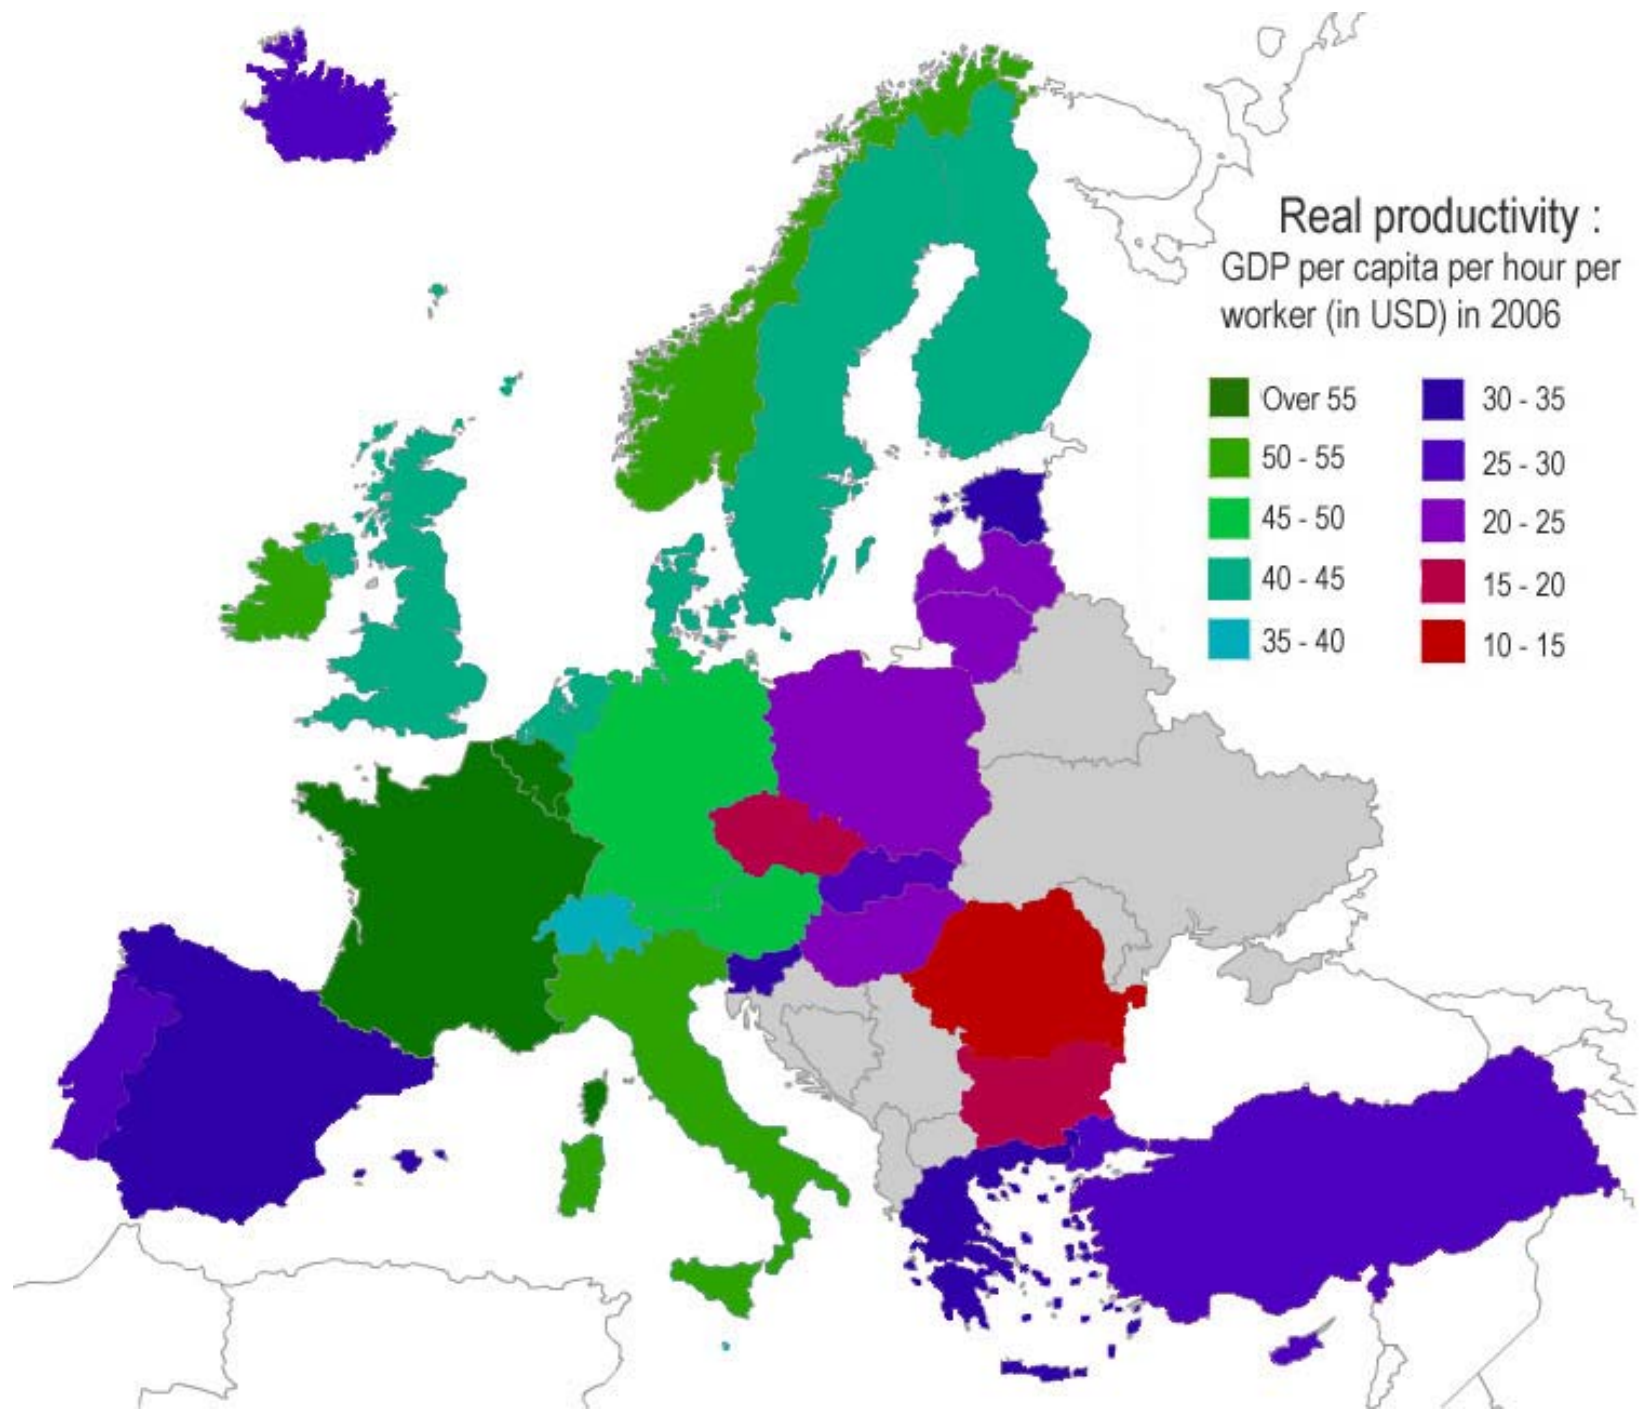 Real productivity :
GDP per capita per hour per
worker (in USD) in 2006
Over 55
50 - 55
45 - 50
40 - 45
35 - 40
30 - 35
25 - 30
20 - 25
15 - 20
10 - 15